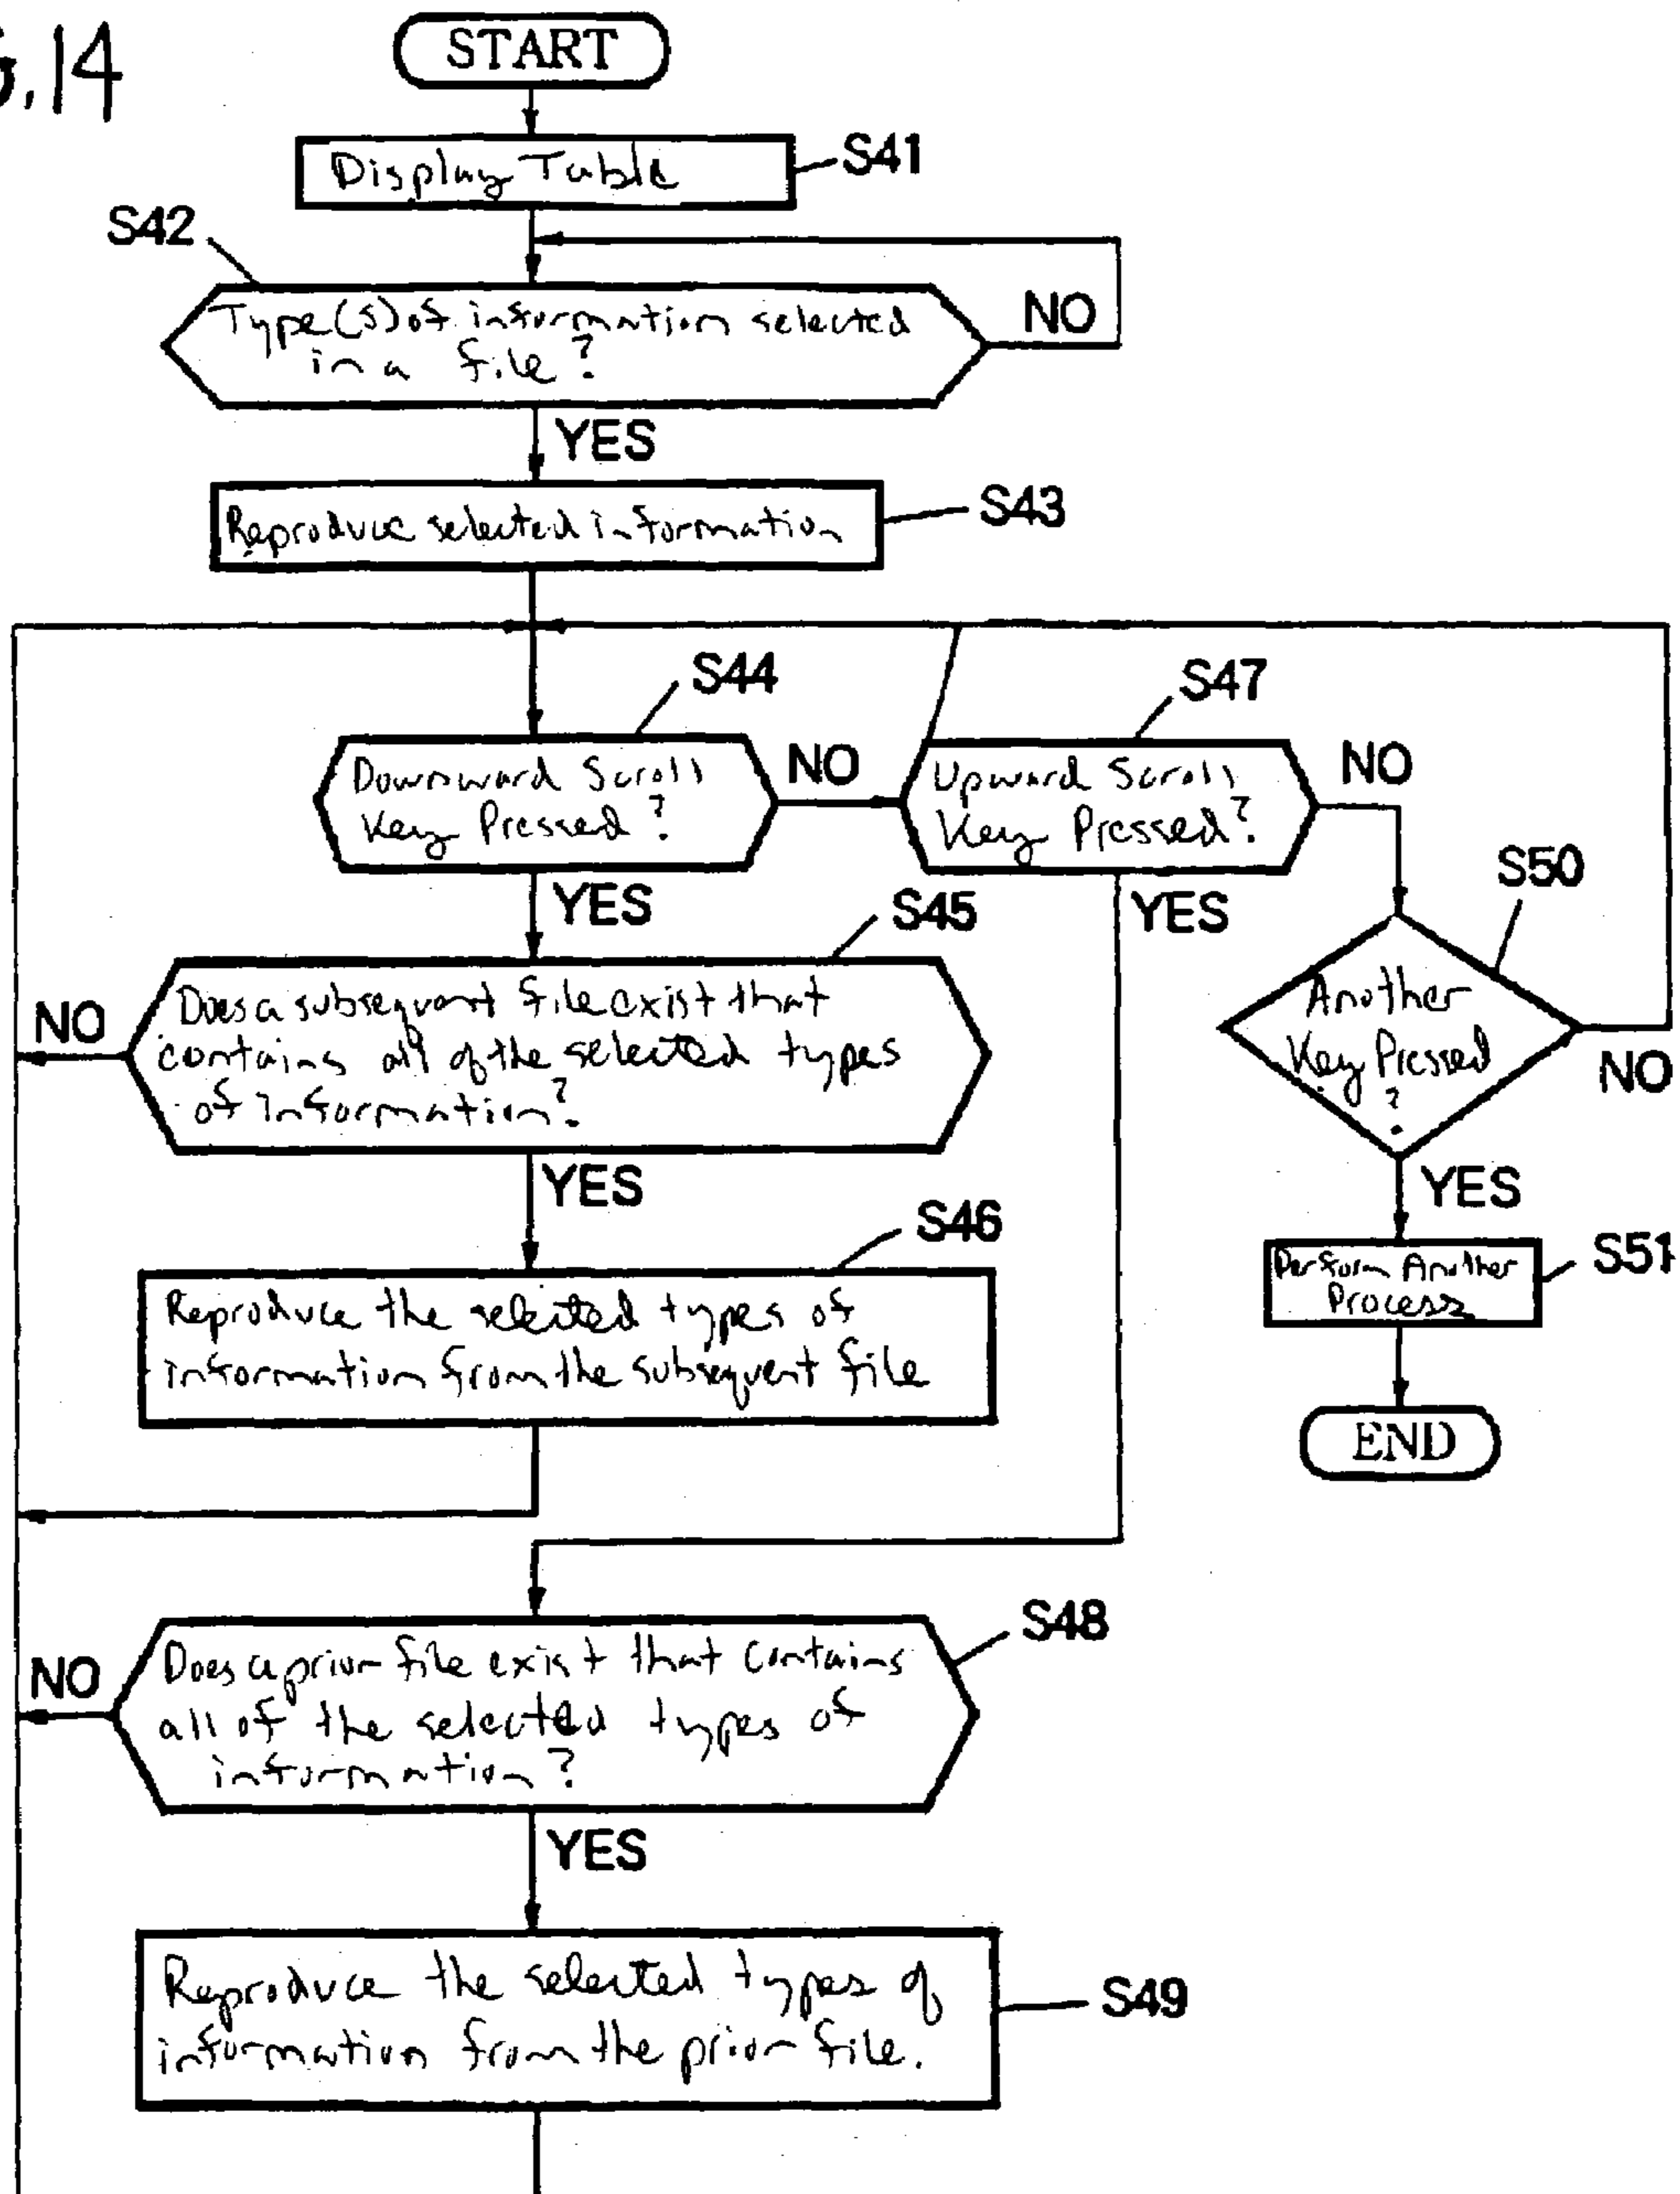 G.14
START
Display Table
S41
S42
Type(s) of information selected
in a file?
NO
YES
Reproduce selected information
S43
S44
S47
Downward Scroll
Key Pressed?
NO
Upward Scroll
Key Pressed?
NO
YES
S45
YES
S50
Does a subsequent file exist that
contains all of the selected types
of information?
NO
Another
Key Pressed
?
NO
YES
YES
S46
Reproduce the selected types of
information from the subsequent file
Perform Another
Process
S51
END
S48
Does a prior file exist that contains
all of the selected types of
information?
NO
YES
Reproduce the selected types of
information from the prior file.
S49